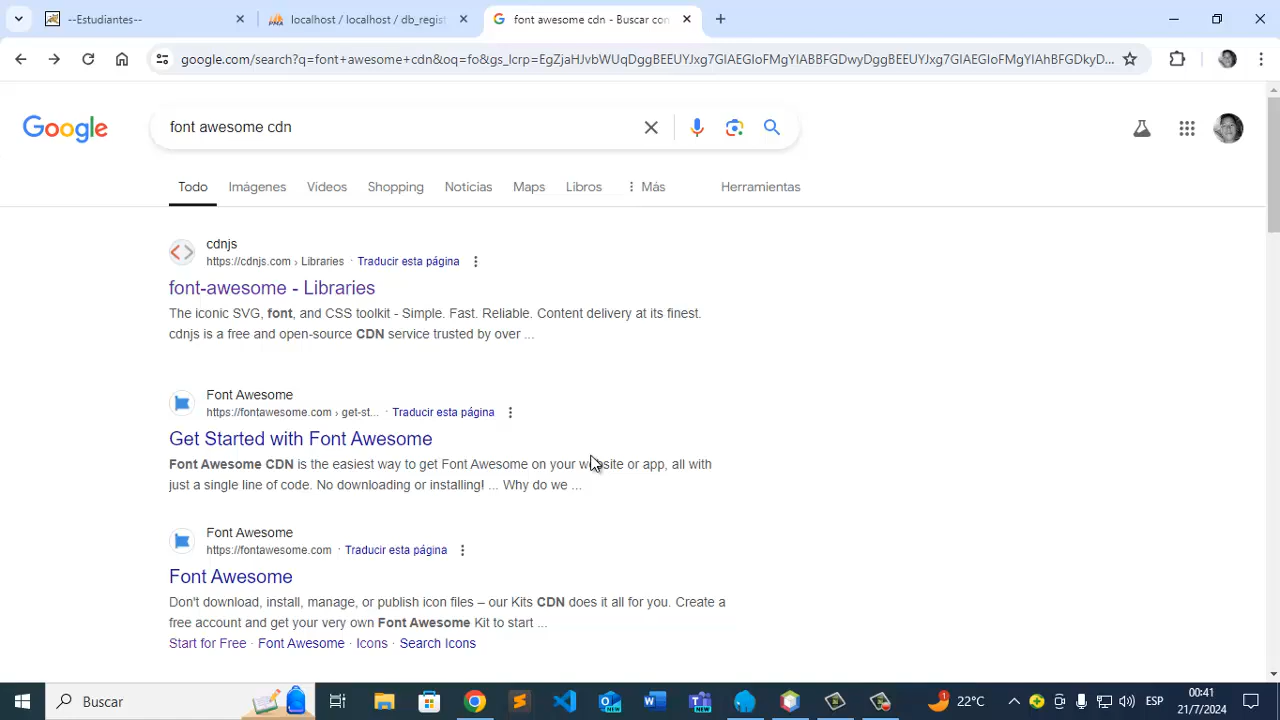 --Estudiantes--
localhost / localhost / db_regist
font awesome cdn - Buscar con
google.com/search?q=font+awesome+cdn&oq=fo&gs_lcrp=EgZjaHJvbWUqDggBEEUYJxg7GIAEGIoFMgYIABBFGDwyDggBEEUYJxg7GIAEGIoFMgYIAhBFGDkyD...
Google
font awesome cdn
Todo
Imágenes
Videos
Shopping
Noticias
Maps
Libros
Más
Herramientas
cdnjs
https://cdnjs.com › Libraries · Traducir esta página
font-awesome - Libraries
The iconic SVG, font, and CSS toolkit - Simple. Fast. Reliable. Content delivery at its finest.
cdnjs is a free and open-source CDN service trusted by over ...
Font Awesome
https://fontawesome.com › get-st... · Traducir esta página
Get Started with Font Awesome
Font Awesome CDN is the easiest way to get Font Awesome on your website or app, all with
just a single line of code. No downloading or installing! ... Why do we ...
Font Awesome
https://fontawesome.com · Traducir esta página
Font Awesome
Don't download, install, manage, or publish icon files – our Kits CDN does it all for you. Create a
free account and get your very own Font Awesome Kit to start ...
Start for Free · Font Awesome · Icons · Search Icons
Buscar
1
22°C
ESP
00:41
21/7/2024